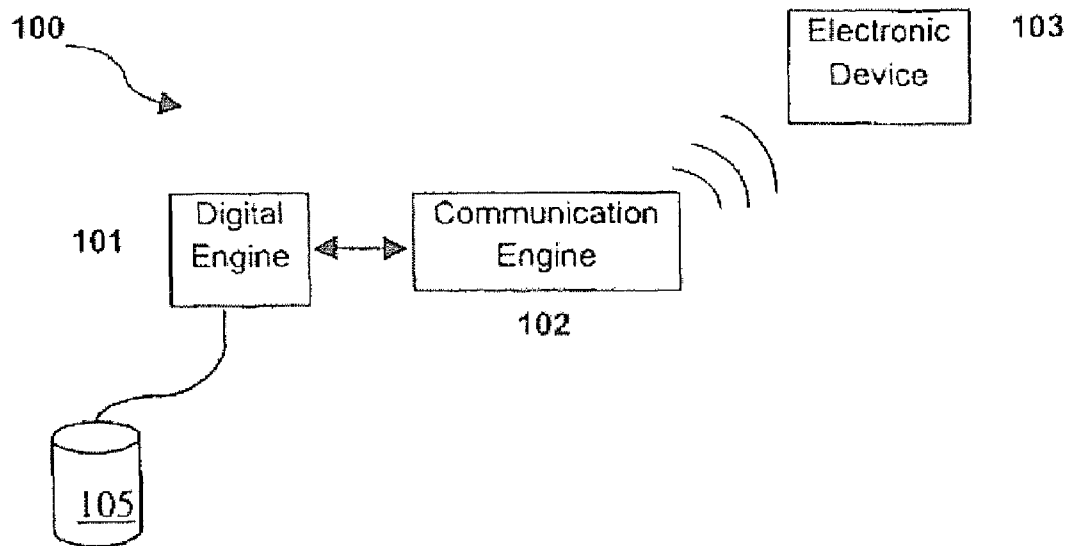 100
Electronic
Device
103
101
Digital
Engine
Communication
Engine
102
105